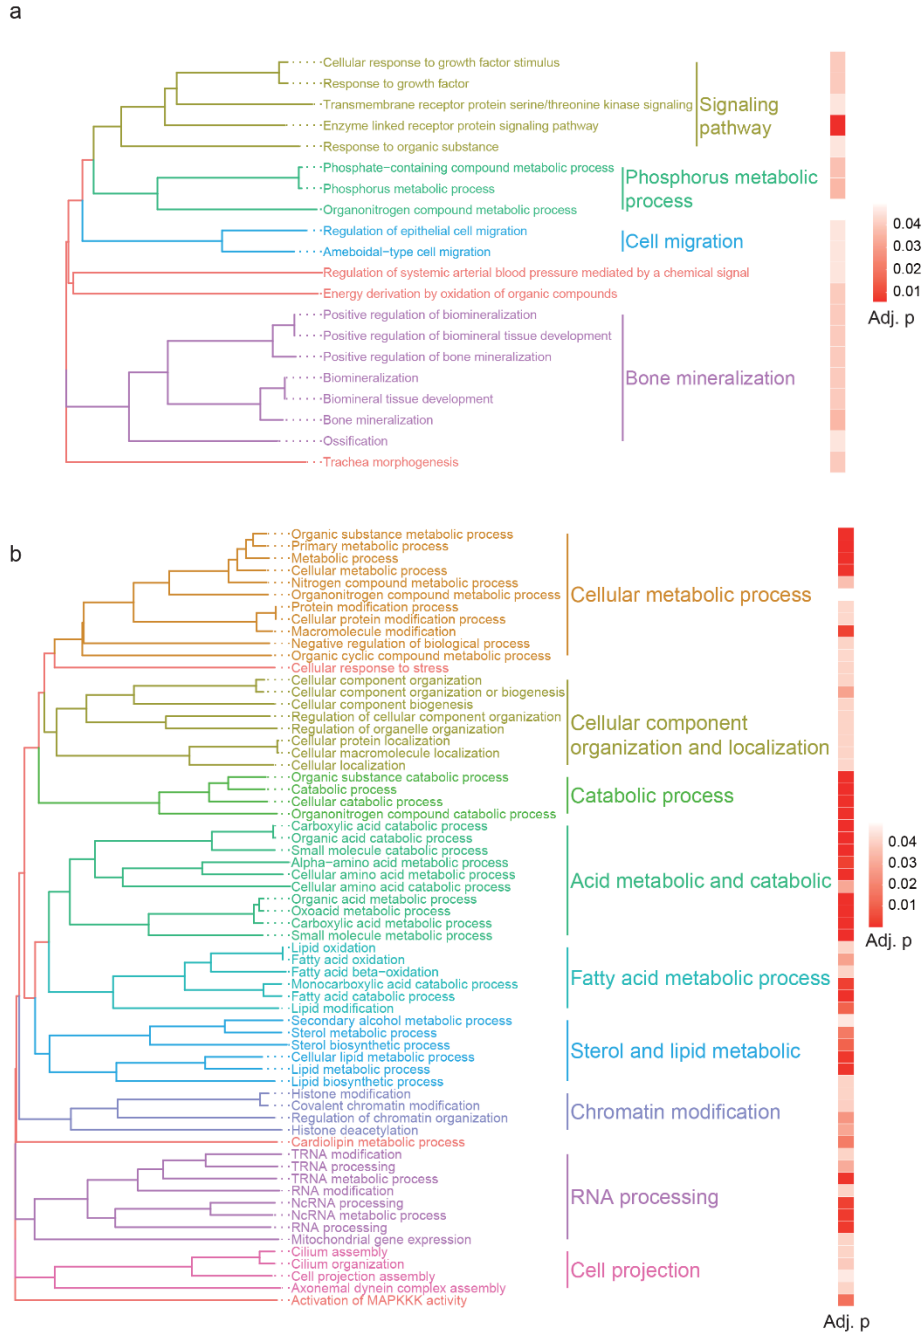 a
Cellular response to growth factor stimulus
Response to growth factor
Transmembrane receptor protein serine/threonine kinase signaling
Enzyme linked receptor protein signaling pathway
Response to organic substance
Signaling
pathway
Phosphate-containing compound metabolic process
Phosphorus metabolic process
Organonitrogen compound metabolic process
Phosphorus metabolic
process
Regulation of epithelial cell migration
Ameboidal-type cell migration
Cell migration
Regulation of systemic arterial blood pressure mediated by a chemical signal
Energy derivation by oxidation of organic compounds
Positive regulation of biomineralization
Positive regulation of biomineral tissue development
Positive regulation of bone mineralization
Biomineralization
Biomineral tissue development
Bone mineralization
Ossification
Bone mineralization
Trachea morphogenesis
0.04
0.02
0.01
Adj. p
b
Organic substance metabolic process
Primary metabolic process
Metabolic process
Cellular metabolic process
Nitrogen compound metabolic process
Organonitrogen compound metabolic process
Protein modification process
Cellular protein modification process
Macromolecule modification
Negative regulation of biological process
Organic cyclic compound metabolic process
Cellular metabolic process
Cellular response to stress
Cellular component organization
Cellular component organization or biogenesis
Cellular component biogenesis
Regulation of cellular component organization
Regulation of organelle organization
Cellular protein localization
Cellular macromolecule localization
Cellular localization
Cellular component
organization and localization
Organic substance catabolic process
Catabolic process
Cellular catabolic process
Organonitrogen compound catabolic process
Catabolic process
Carboxylic acid catabolic process
Organic acid catabolic process
Small molecule catabolic process
Alpha-amino acid metabolic process
Cellular amino acid metabolic process
Cellular amino acid catabolic process
Organic acid metabolic process
Oxoacid metabolic process
Carboxylic acid metabolic process
Small molecule metabolic process
Acid metabolic and catabolic
Lipid oxidation
Fatty acid oxidation
Fatty acid beta-oxidation
Monocarboxylic acid catabolic process
Fatty acid catabolic process
Lipid modification
Fatty acid metabolic process
Secondary alcohol metabolic process
Sterol metabolic process
Sterol biosynthetic process
Cellular lipid metabolic process
Lipid metabolic process
Lipid biosynthetic process
Sterol and lipid metabolic
Histone modification
Covalent chromatin modification
Regulation of chromatin organization
Histone deacetylation
Chromatin modification
Cardiolipin metabolic process
TRNA modification
TRNA processing
TRNA metabolic process
RNA modification
NcRNA processing
NcRNA metabolic process
RNA processing
Mitochondrial gene expression
RNA processing
Cilium assembly
Cilium organization
Cell projection assembly
Axonemal dynein complex assembly
Cell projection
Activation of MAPKKK activity
0.04
0.02
0.01
Adj. p
Adj. p